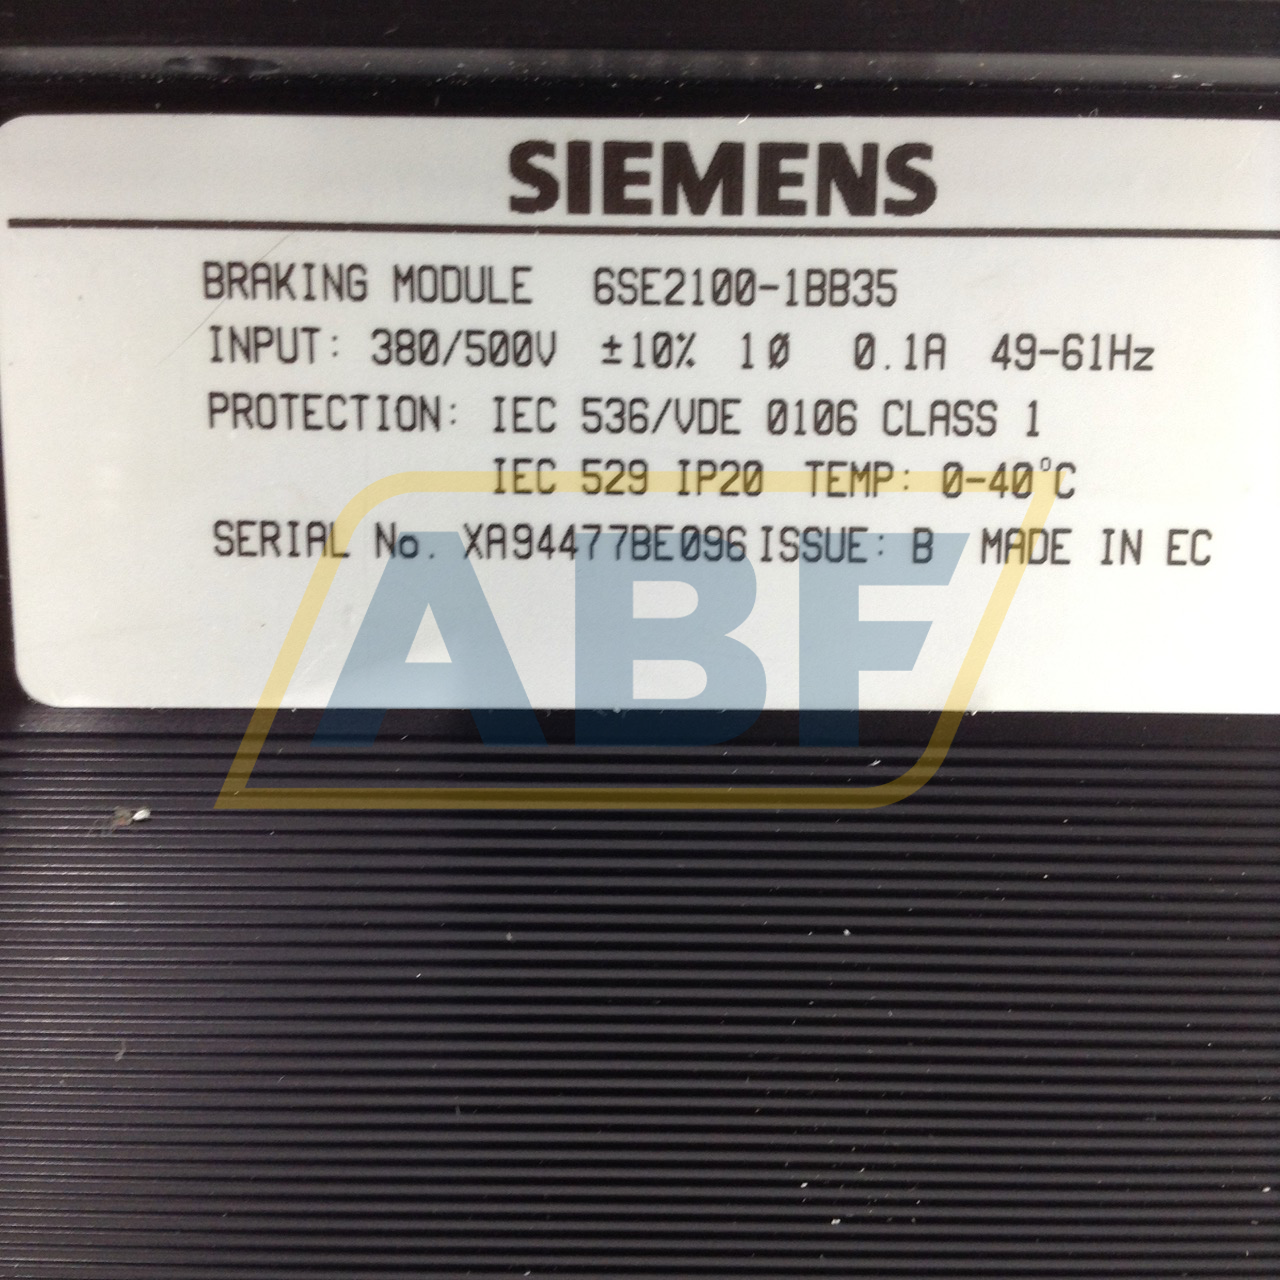 SIEMENS
BRAKING MODULE 6SE2100-1BB35
INPUT: 380/500V ±10% 1Ø 0.1A 49-61Hz
PROTECTION: IEC 536/VDE 0106 CLASS 1
IEC 529 IP20 TEMP: 0-40°C
SERIAL No. XA94477BE096 ISSUE: B MADE IN EC
ABF